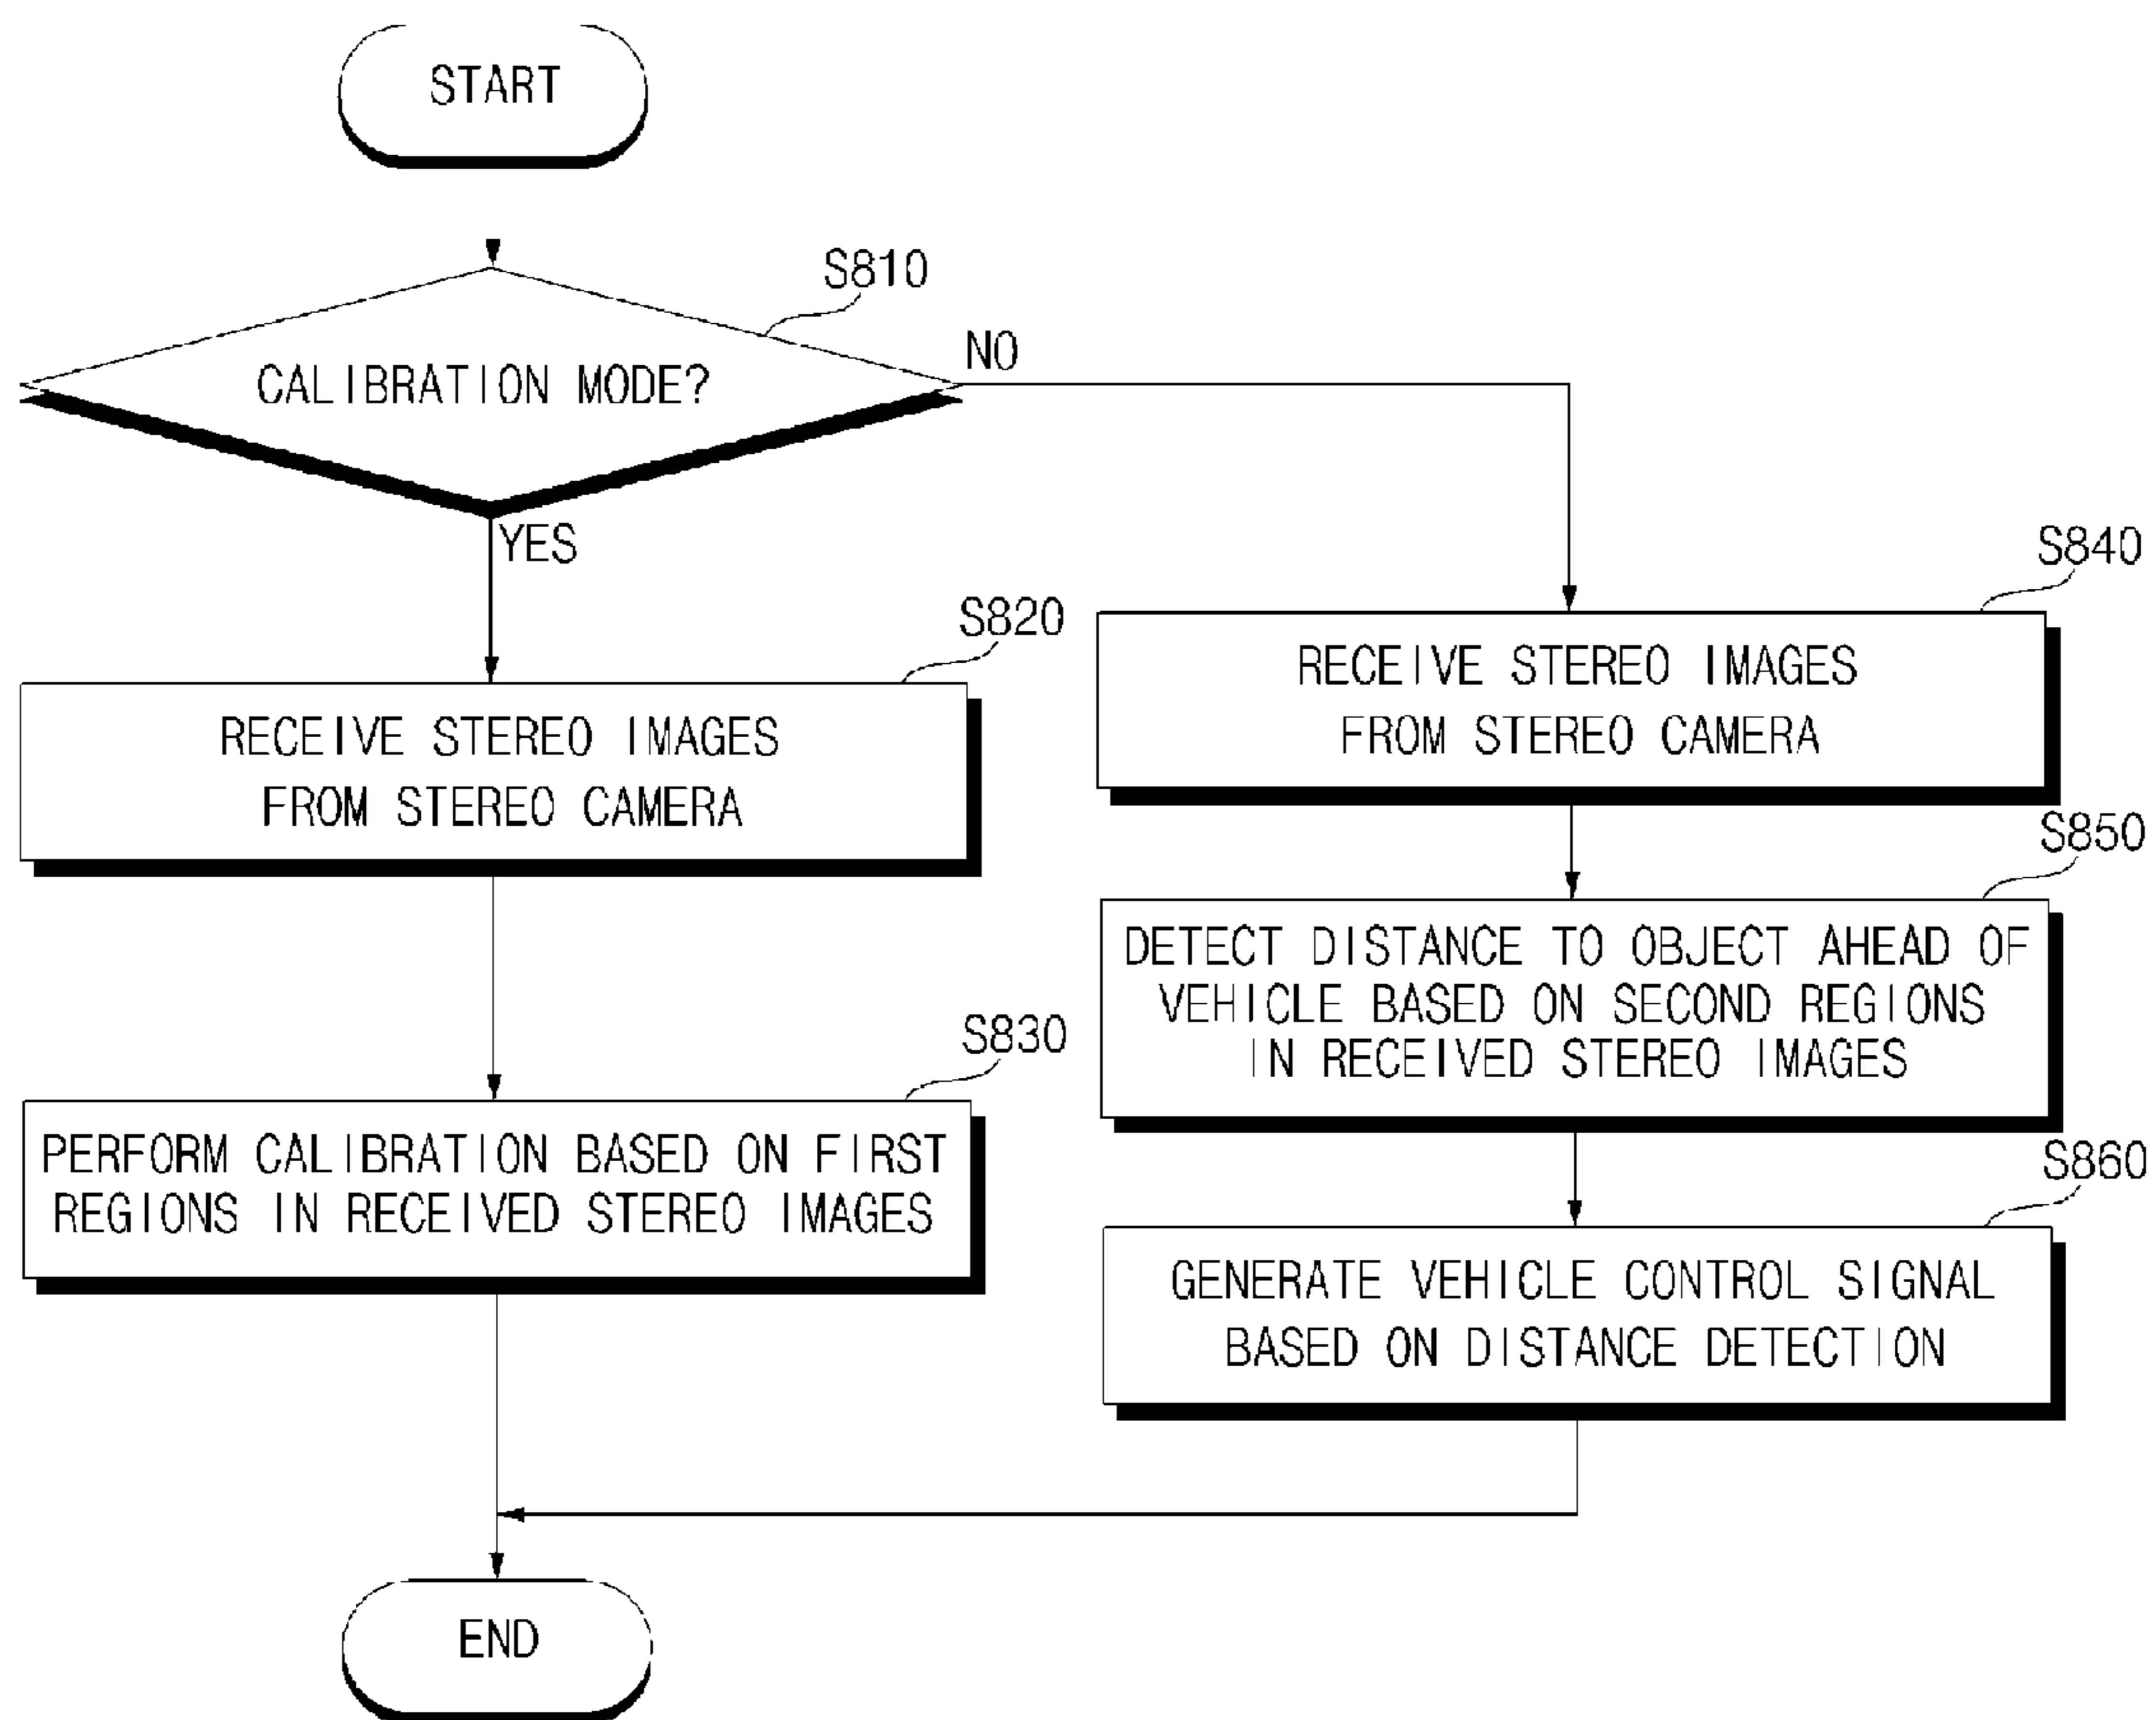 START
S810
CALIBRATION MODE?
NO
YES
S820
RECEIVE STEREO IMAGES
FROM STEREO CAMERA
S830
PERFORM CALIBRATION BASED ON FIRST
REGIONS IN RECEIVED STEREO IMAGES
S840
RECEIVE STEREO IMAGES
FROM STEREO CAMERA
S850
DETECT DISTANCE TO OBJECT AHEAD OF
VEHICLE BASED ON SECOND REGIONS
IN RECEIVED STEREO IMAGES
S860
GENERATE VEHICLE CONTROL SIGNAL
BASED ON DISTANCE DETECTION
END